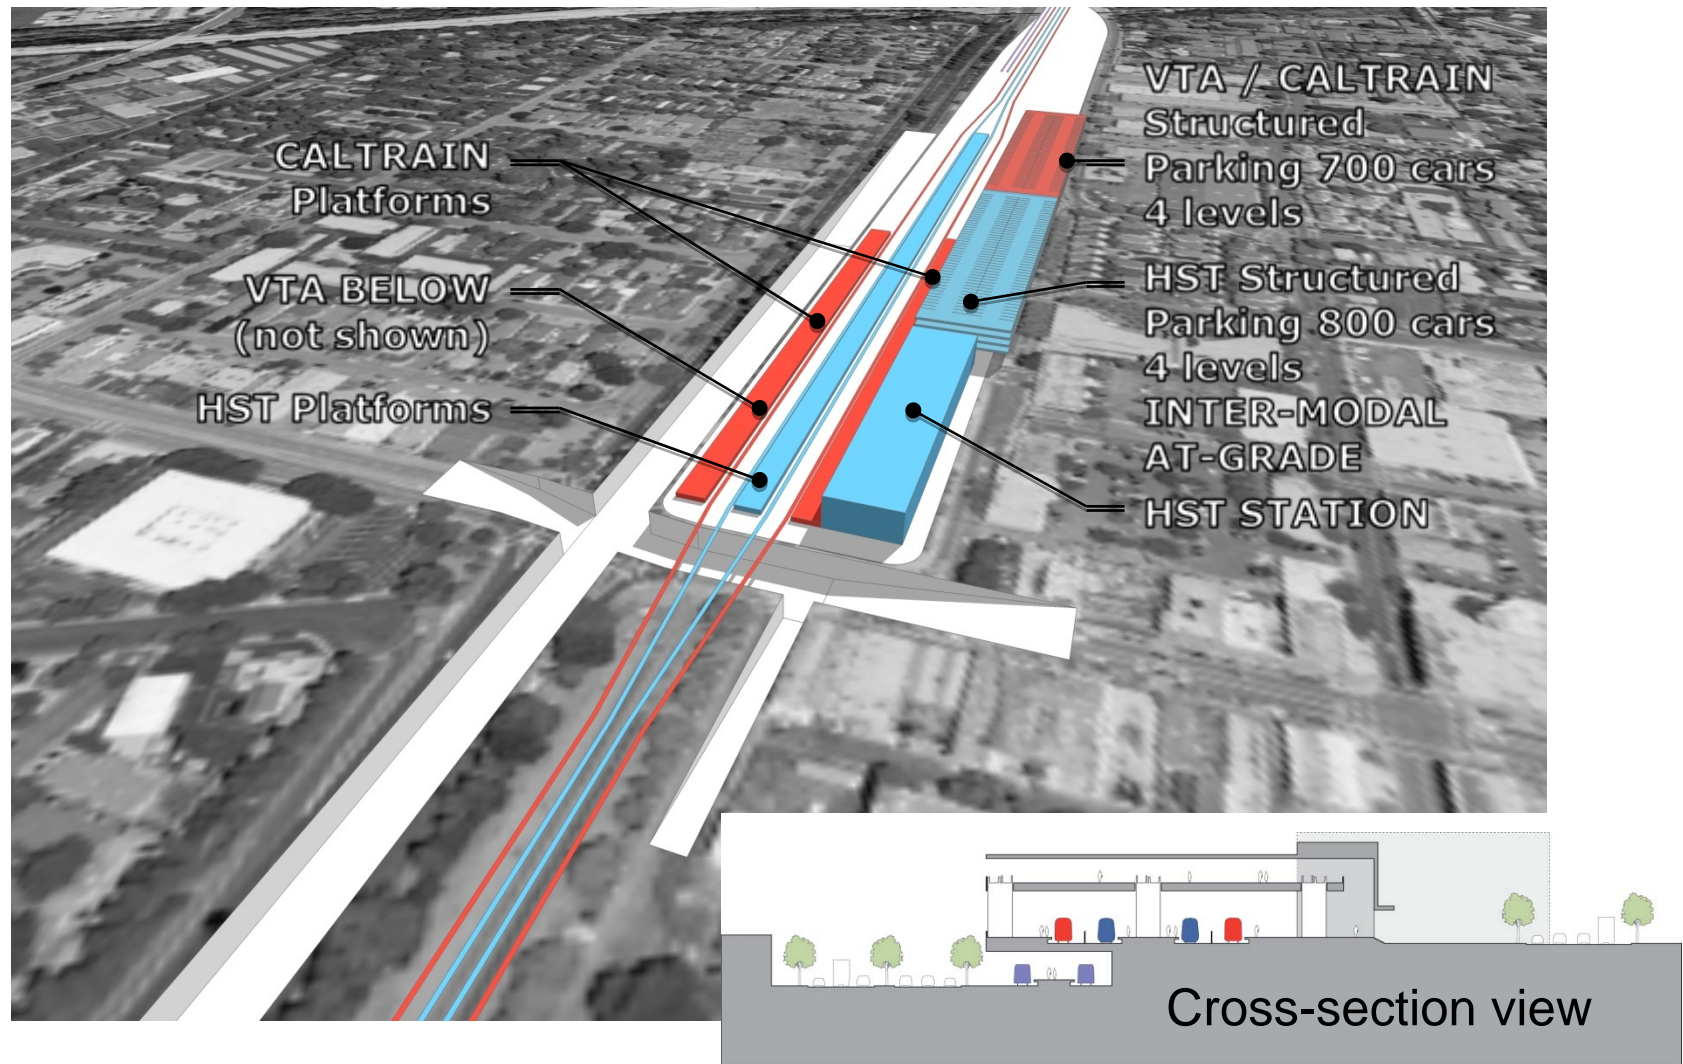 CALTRAIN
Platforms
VTA BELOW
(not shown)
HST Platforms
VTA / CALTRAIN
Structured
Parking 700 cars
4 levels
HST Structured
Parking 800 cars
4 levels
INTER-MODAL
AT-GRADE
HST STATION
Cross-section view